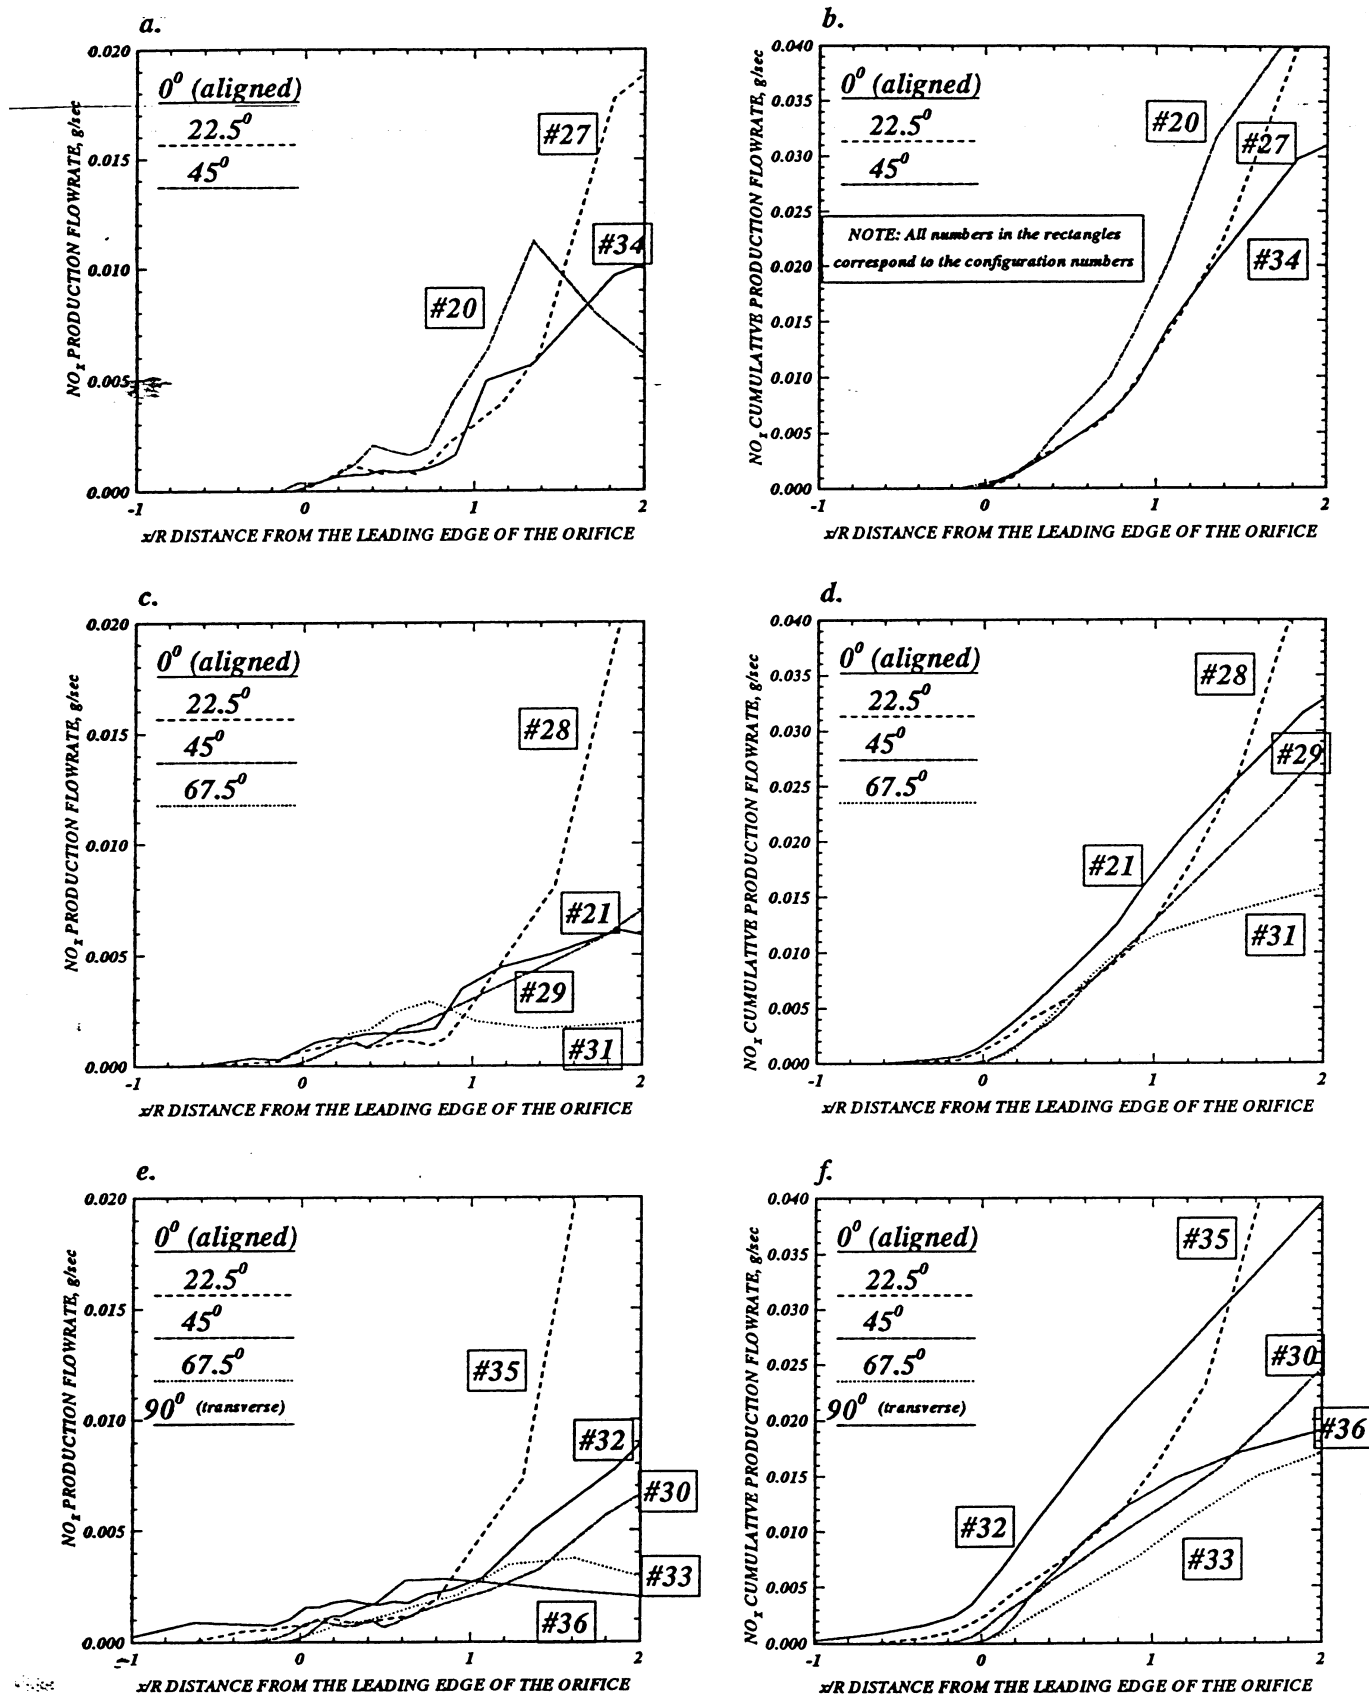 a.
0.020
0.015
0.010
0.005
0.000
NOx PRODUCTION FLOWRATE, g/sec
0⁰ (aligned)
22.5⁰
45⁰
#27
#34
#20
-1 0 1 2
x/R DISTANCE FROM THE LEADING EDGE OF THE ORIFICE
b.
0.040
0.035
0.030
0.025
0.020
0.015
0.010
0.005
0.000
NOx CUMULATIVE PRODUCTION FLOWRATE, g/sec
0⁰ (aligned)
22.5⁰
45⁰
NOTE: All numbers in the rectangles
correspond to the configuration numbers
#20
#27
#34
-1 0 1 2
x/R DISTANCE FROM THE LEADING EDGE OF THE ORIFICE
c.
0.020
0.015
0.010
0.005
0.000
NOx PRODUCTION FLOWRATE, g/sec
0⁰ (aligned)
22.5⁰
45⁰
67.5⁰
#28
#21
#29
#31
-1 0 1 2
x/R DISTANCE FROM THE LEADING EDGE OF THE ORIFICE
d.
0.040
0.035
0.030
0.025
0.020
0.015
0.010
0.005
0.000
NOx CUMULATIVE PRODUCTION FLOWRATE, g/sec
0⁰ (aligned)
22.5⁰
45⁰
67.5⁰
#28
#29
#21
#31
-1 0 1 2
x/R DISTANCE FROM THE LEADING EDGE OF THE ORIFICE
e.
0.020
0.015
0.010
0.005
0.000
NOx PRODUCTION FLOWRATE, g/sec
0⁰ (aligned)
22.5⁰
45⁰
67.5⁰
90⁰ (transverse)
#35
#32
#30
#33
#36
-1 0 1 2
x/R DISTANCE FROM THE LEADING EDGE OF THE ORIFICE
f.
0.040
0.035
0.030
0.025
0.020
0.015
0.010
0.005
0.000
NOx CUMULATIVE PRODUCTION FLOWRATE, g/sec
0⁰ (aligned)
22.5⁰
45⁰
67.5⁰
90⁰ (transverse)
#35
#30
#36
#32
#33
-1 0 1 2
x/R DISTANCE FROM THE LEADING EDGE OF THE ORIFICE